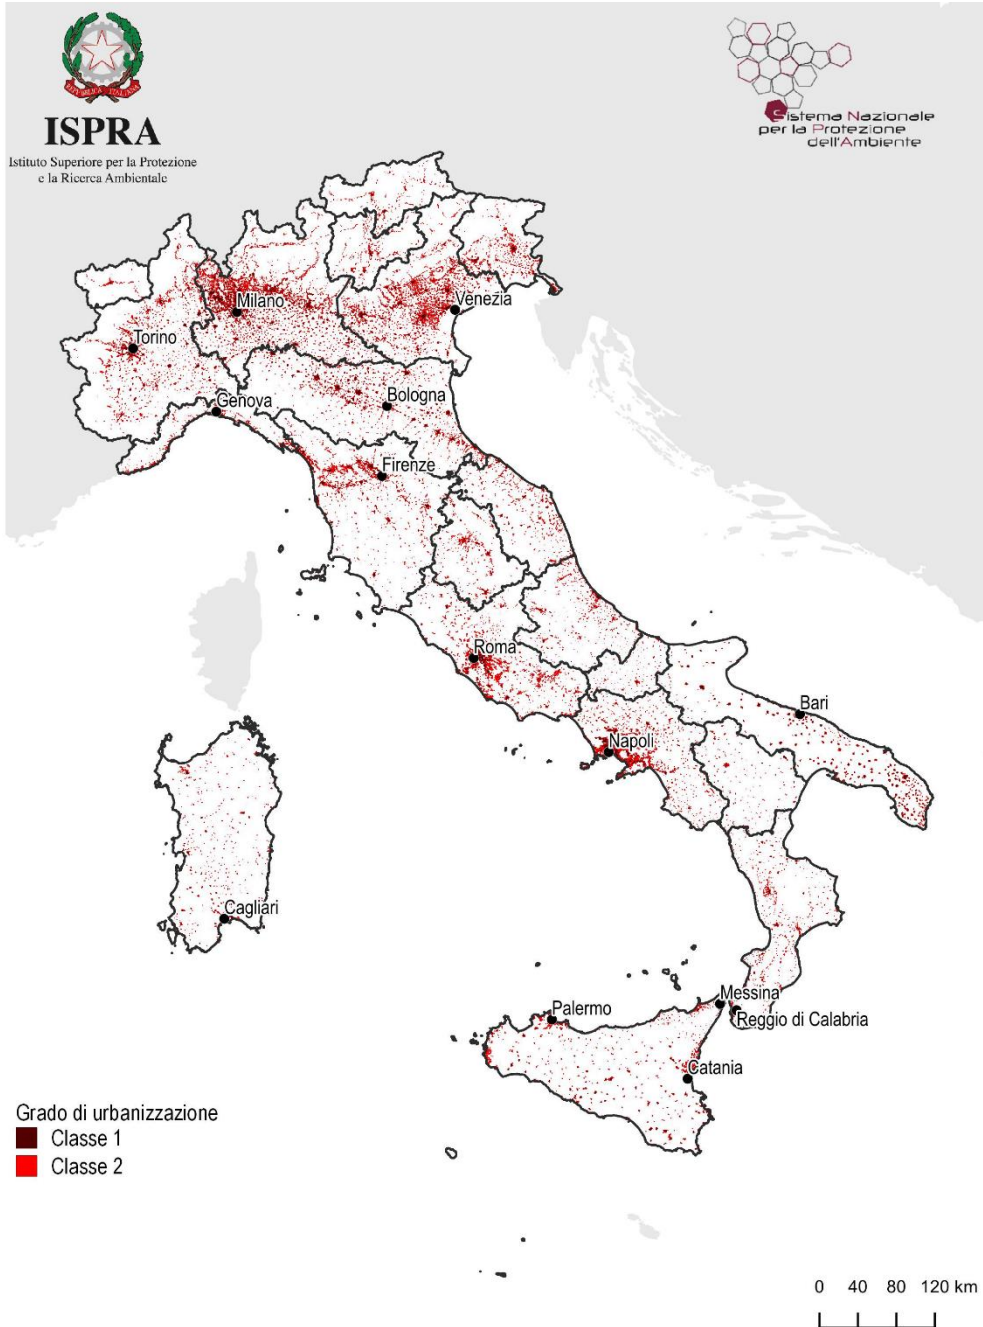 REPVBBLICA ITALIANA
ISPRA
Istituto Superiore per la Protezione
e la Ricerca Ambientale
Sistema Nazionale
per la Protezione
dell'Ambiente
Milano
Venezia
Torino
Genova
Bologna
Firenze
Roma
Bari
Napoli
Cagliari
Messina
Palermo
Reggio di Calabria
Catania
Grado di urbanizzazione
Classe 1
Classe 2
0 40 80 120 km